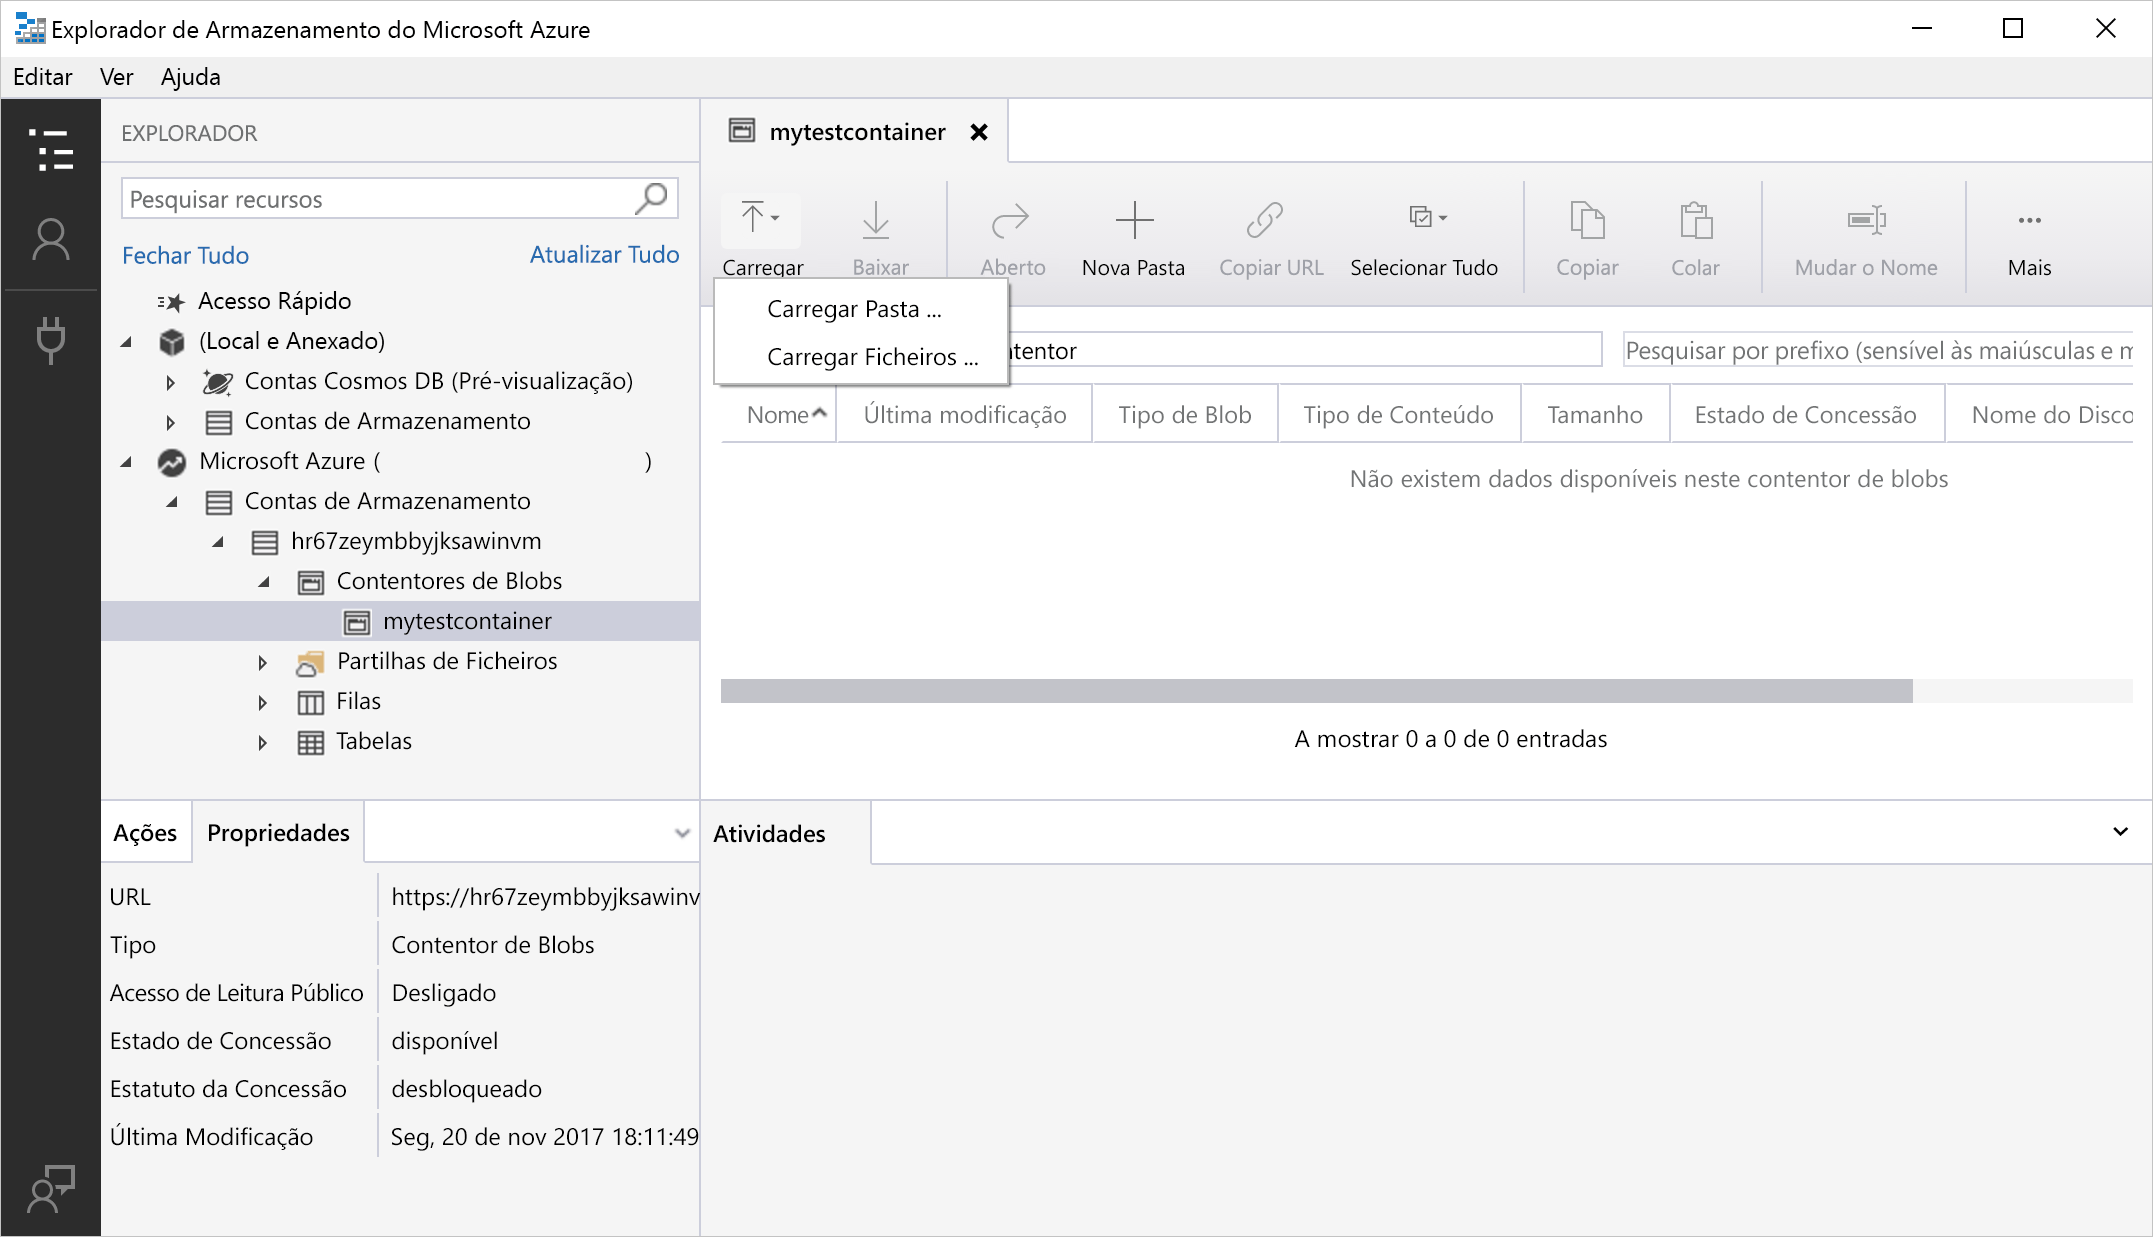 Explorador de Armazenamento do Microsoft Azure
Editar Ver Ajuda
EXPLORADOR
Pesquisar recursos
Fechar Tudo Atualizar Tudo
Acesso Rápido
(Local e Anexado)
Contas Cosmos DB (Pré-visualização)
Contas de Armazenamento
Microsoft Azure ( )
Contas de Armazenamento
hr67zeymbbyjksawinvm
Contentores de Blobs
mytestcontainer
Partilhas de Ficheiros
Filas
Tabelas
Ações Propriedades
URL https://hr67zeymbbyjksawinv
Tipo Contentor de Blobs
Acesso de Leitura Público Desligado
Estado de Concessão disponível
Estatuto da Concessão desbloqueado
Última Modificação Seg, 20 de nov 2017 18:11:49
mytestcontainer
Carregar Baixar Aberto Nova Pasta Copiar URL Selecionar Tudo Copiar Colar Mudar o Nome Mais
Carregar Pasta ...
Carregar Ficheiros ...
ntentor Pesquisar por prefixo (sensível às maiúsculas e m
Nome Última modificação Tipo de Blob Tipo de Conteúdo Tamanho Estado de Concessão Nome do Disco
Não existem dados disponíveis neste contentor de blobs
A mostrar 0 a 0 de 0 entradas
Atividades